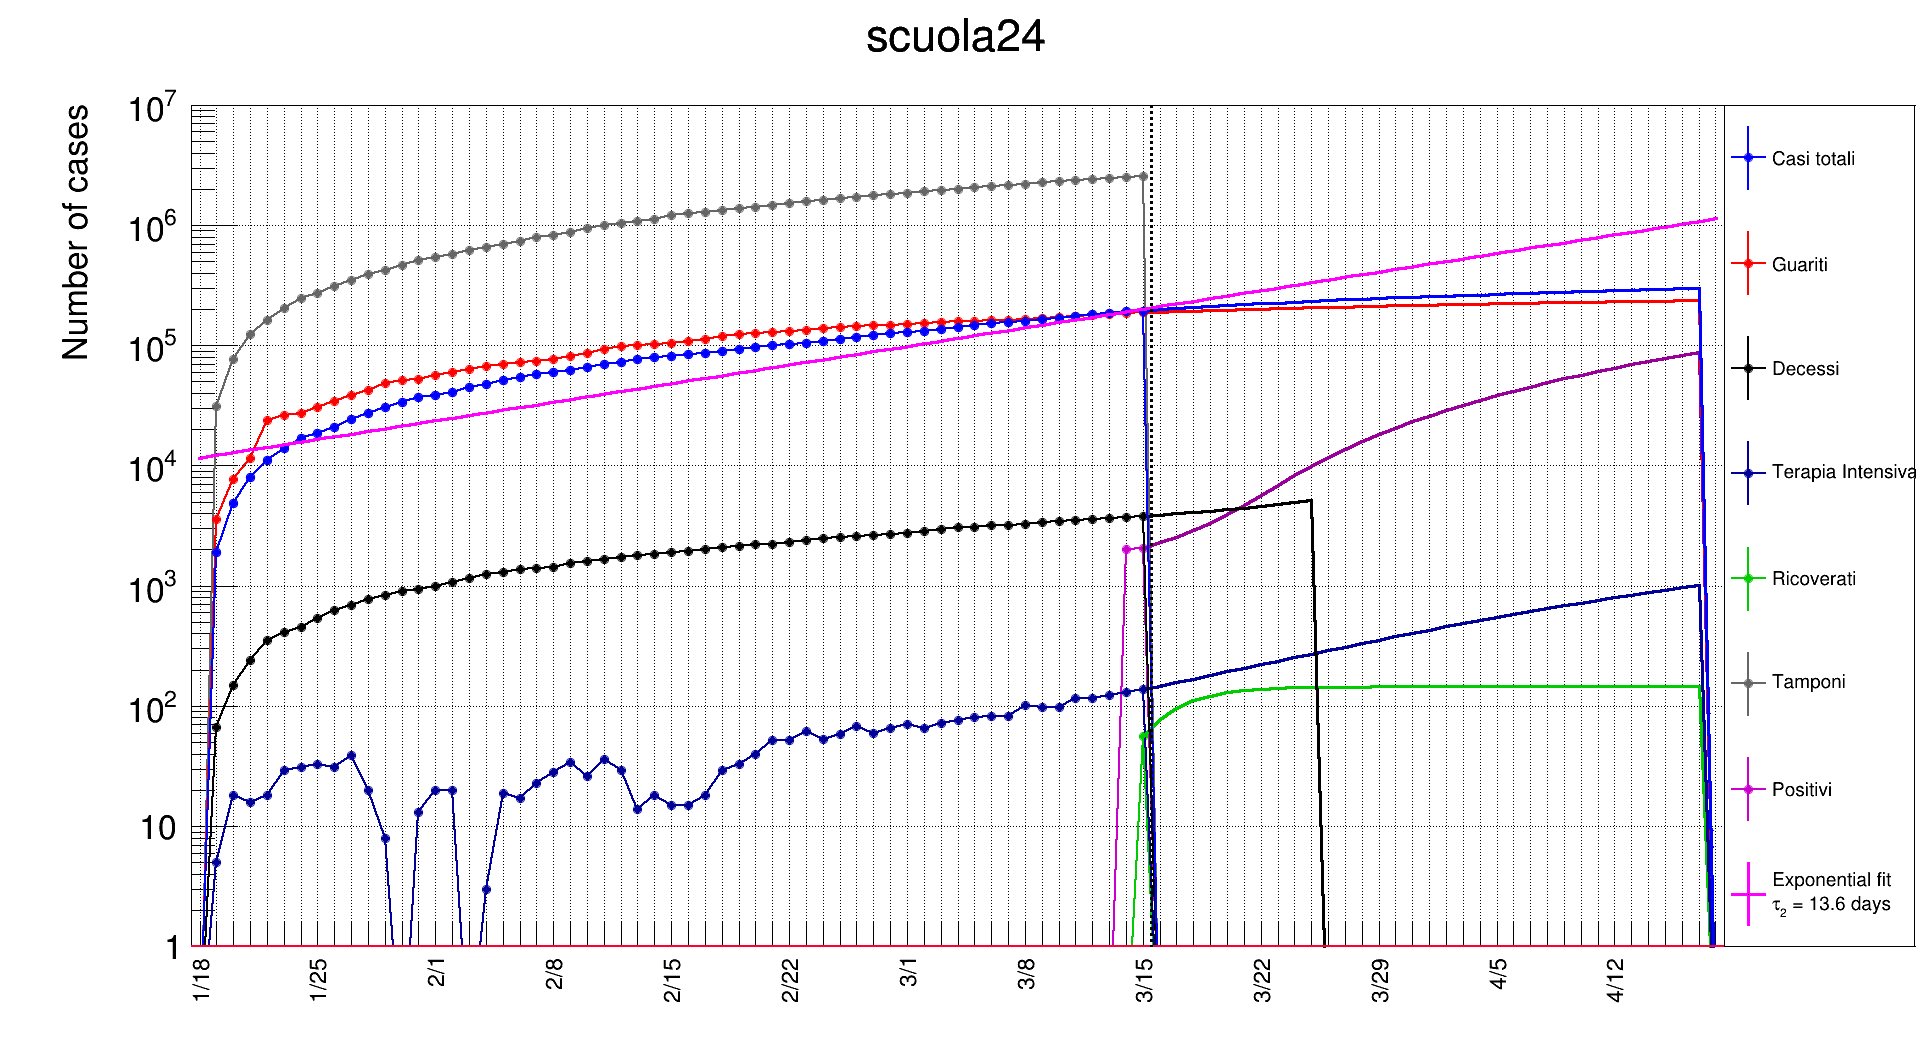 scuola24
Number of cases
10^7
10^6
10^5
10^4
10^3
10^2
10
1
1/18
1/25
2/1
2/8
2/15
2/22
3/1
3/8
3/15
3/22
3/29
4/5
4/12
Casi totali
Guariti
Decessi
Terapia Intensiva
Ricoverati
Tamponi
Positivi
Exponential fit
τ_2 = 13.6 days